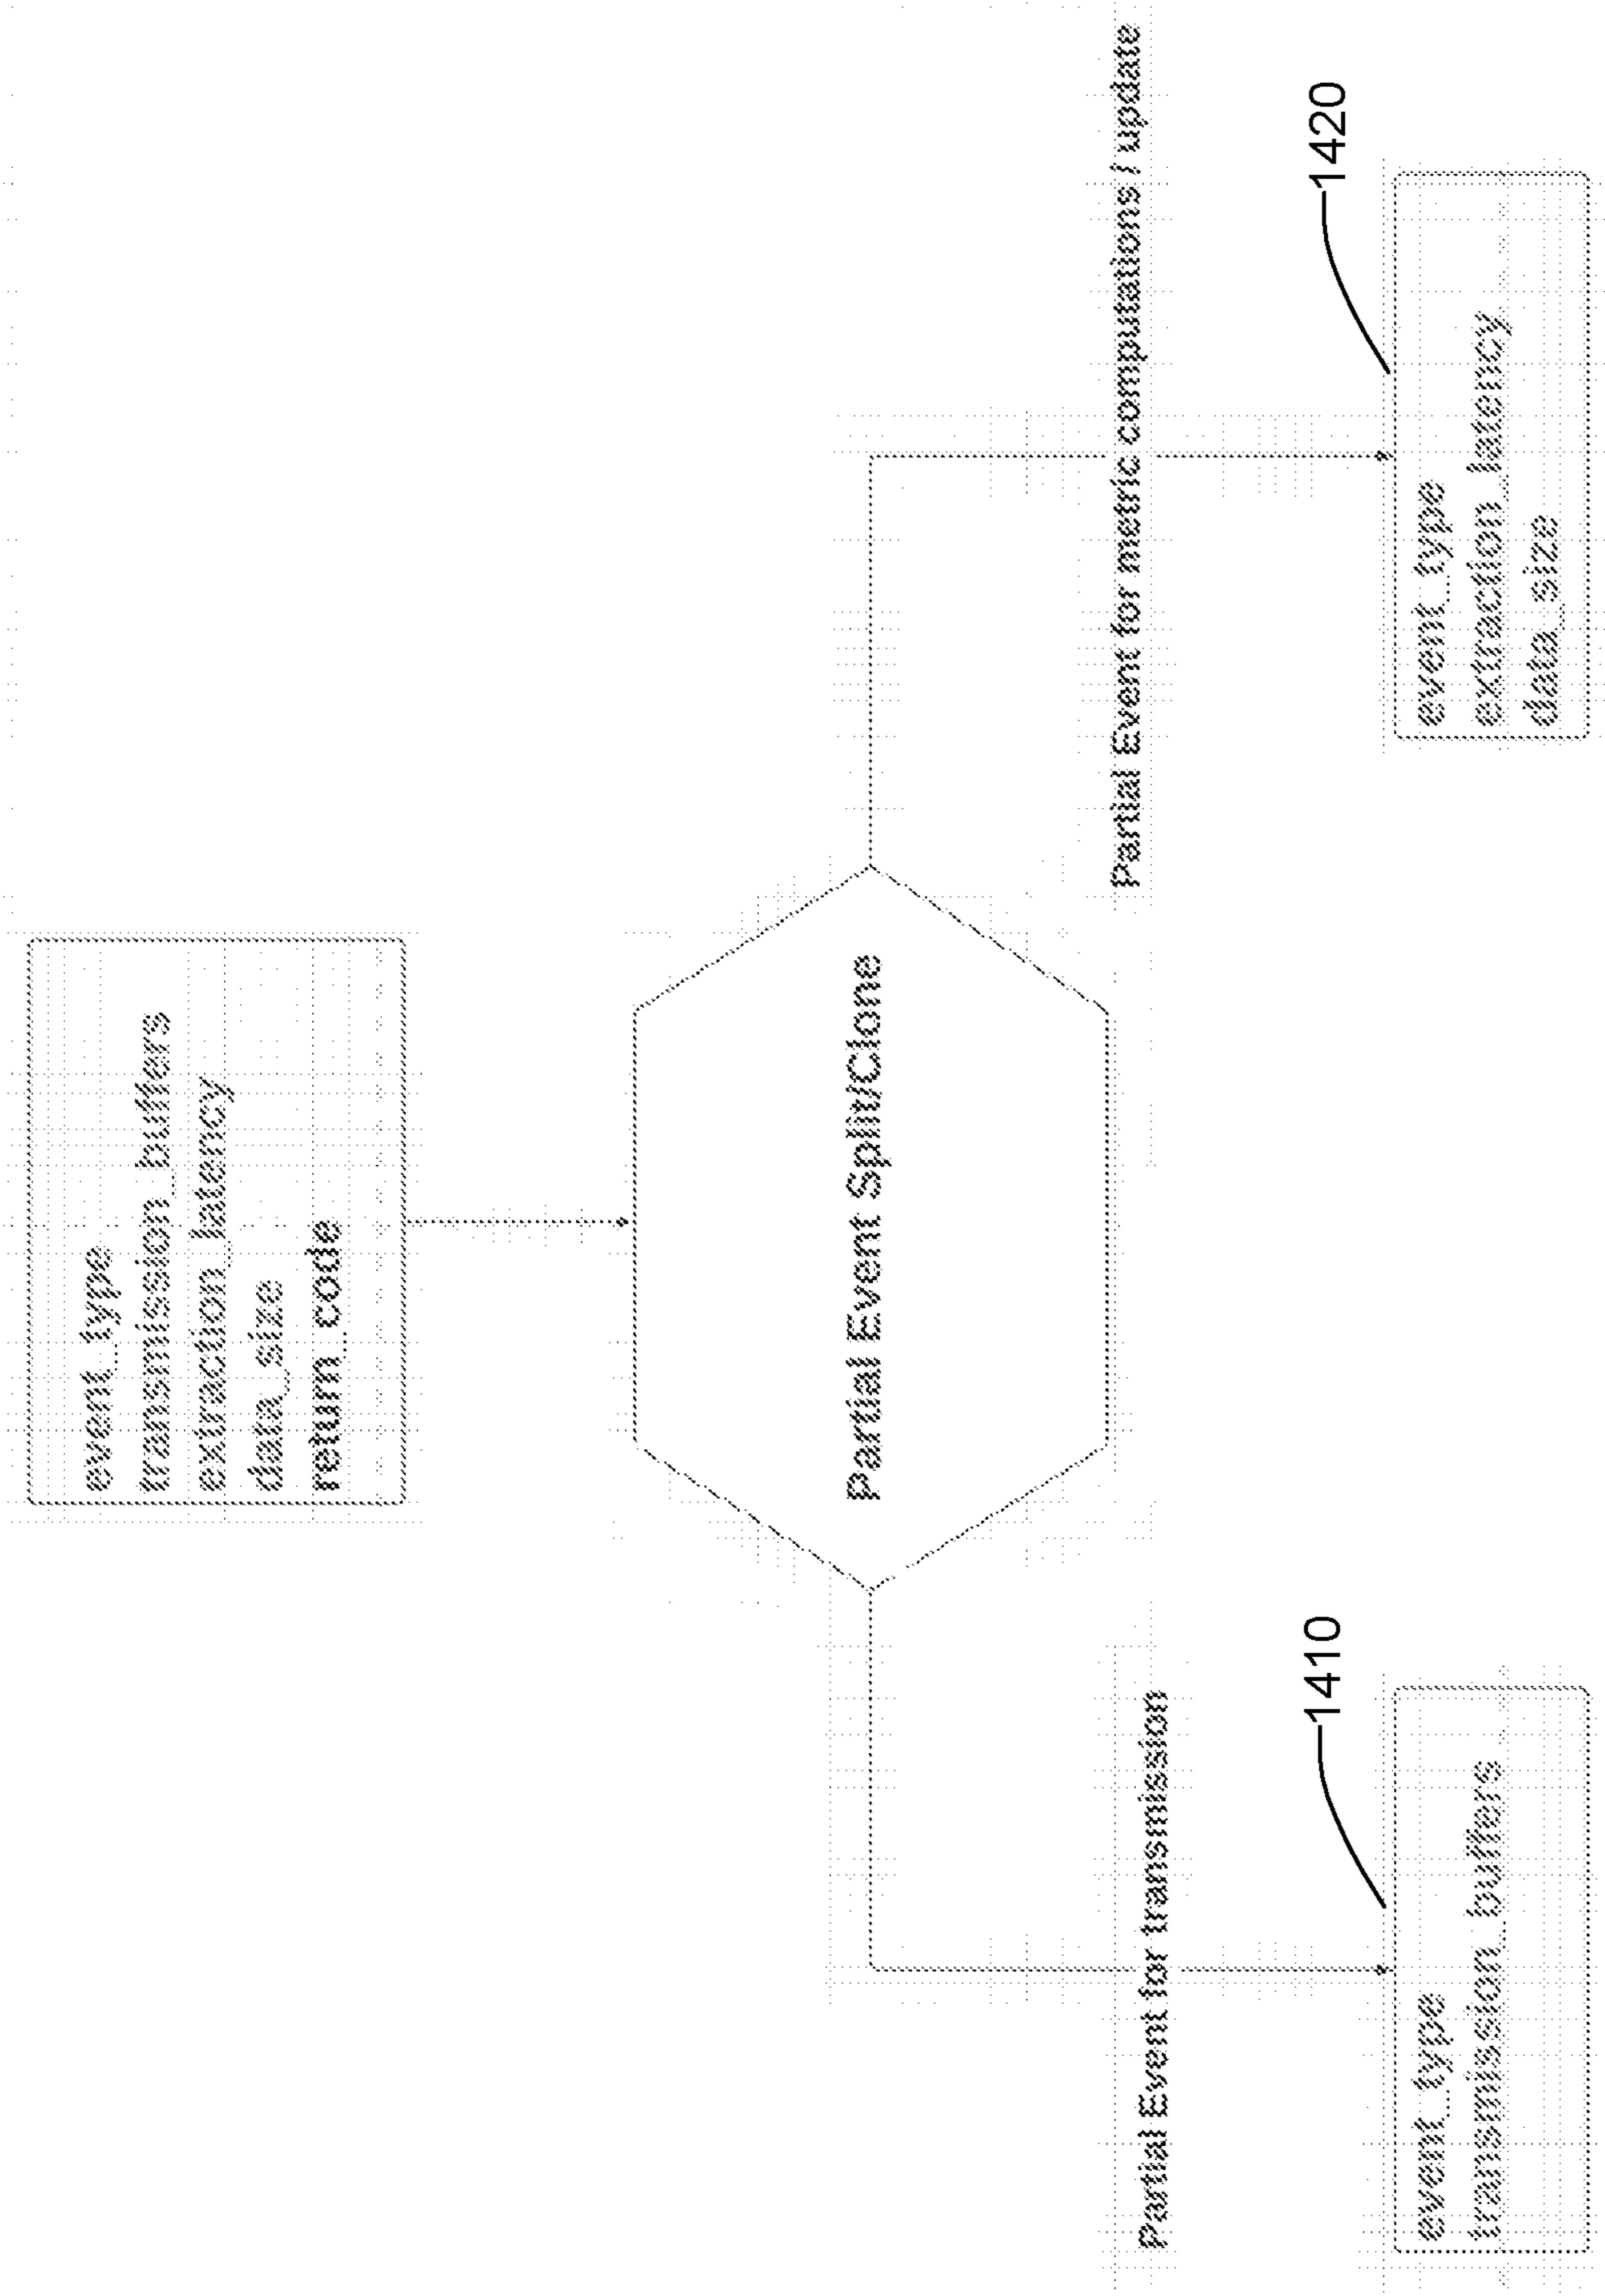 event_type
transmission_buffers
extraction_latency
data_size
return_code
Partial Event Split/Clone
Partial Event for transmission
Partial Event for metric computations / update
1410
event_type
transmission_buffers
1420
event_type
extraction_latency
data_size